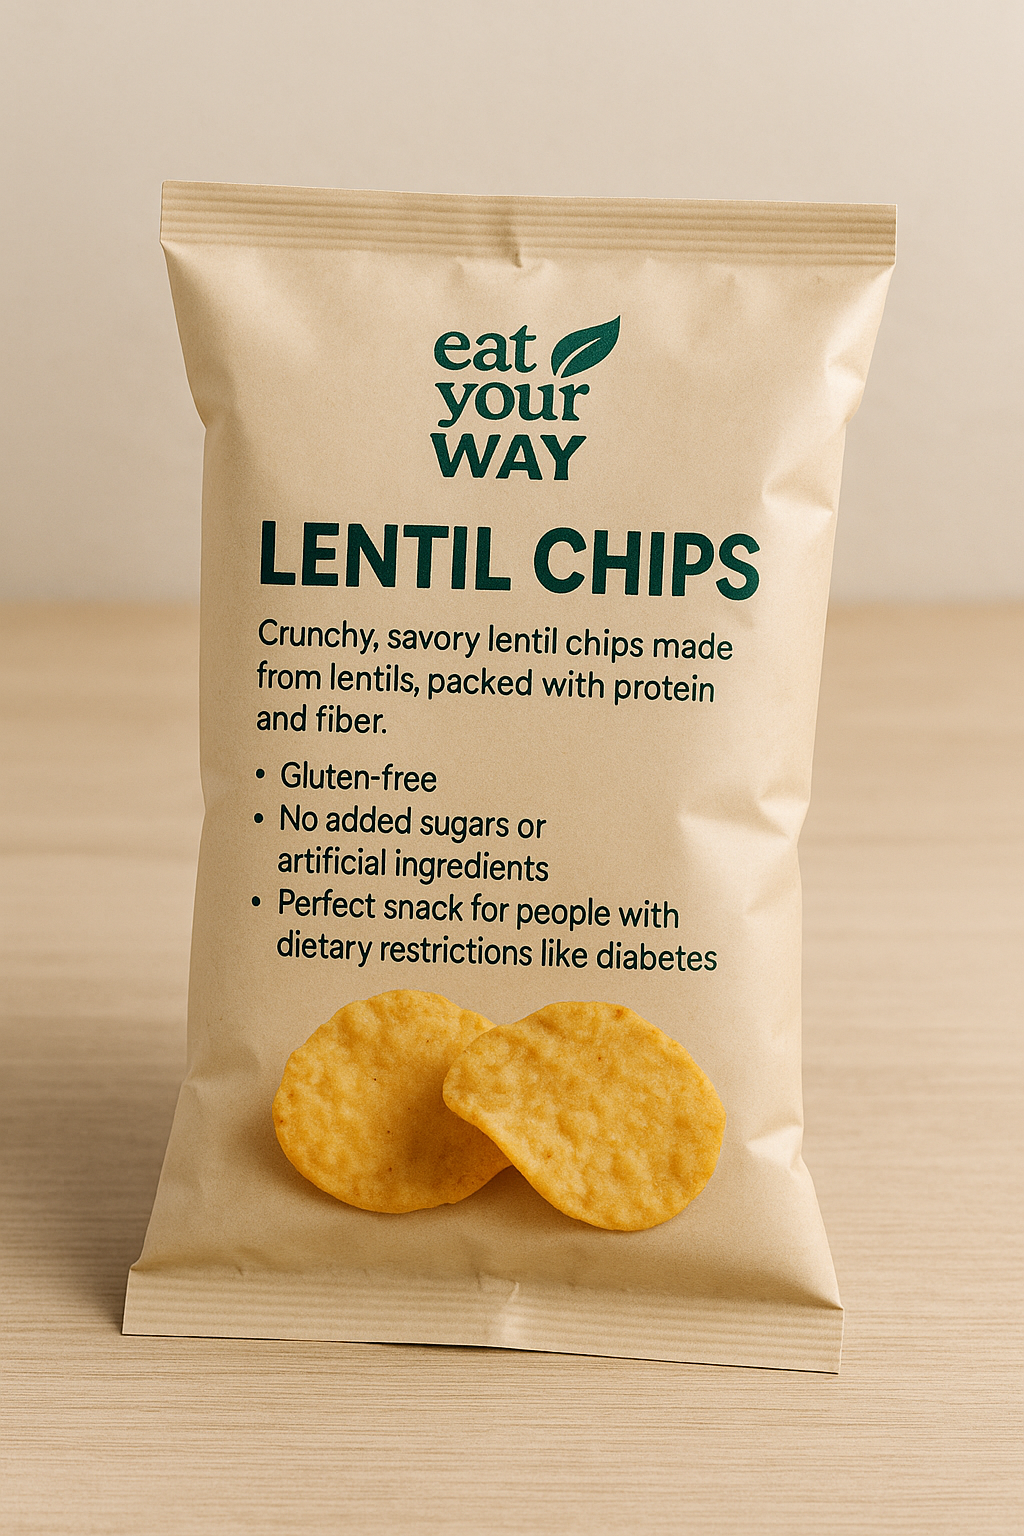 eat
your
WAY
LENTIL CHIPS
Crunchy, savory lentil chips made
from lentils, packed with protein
and fiber.
• Gluten-free
• No added sugars or
artificial ingredients
• Perfect snack for people with
dietary restrictions like diabetes